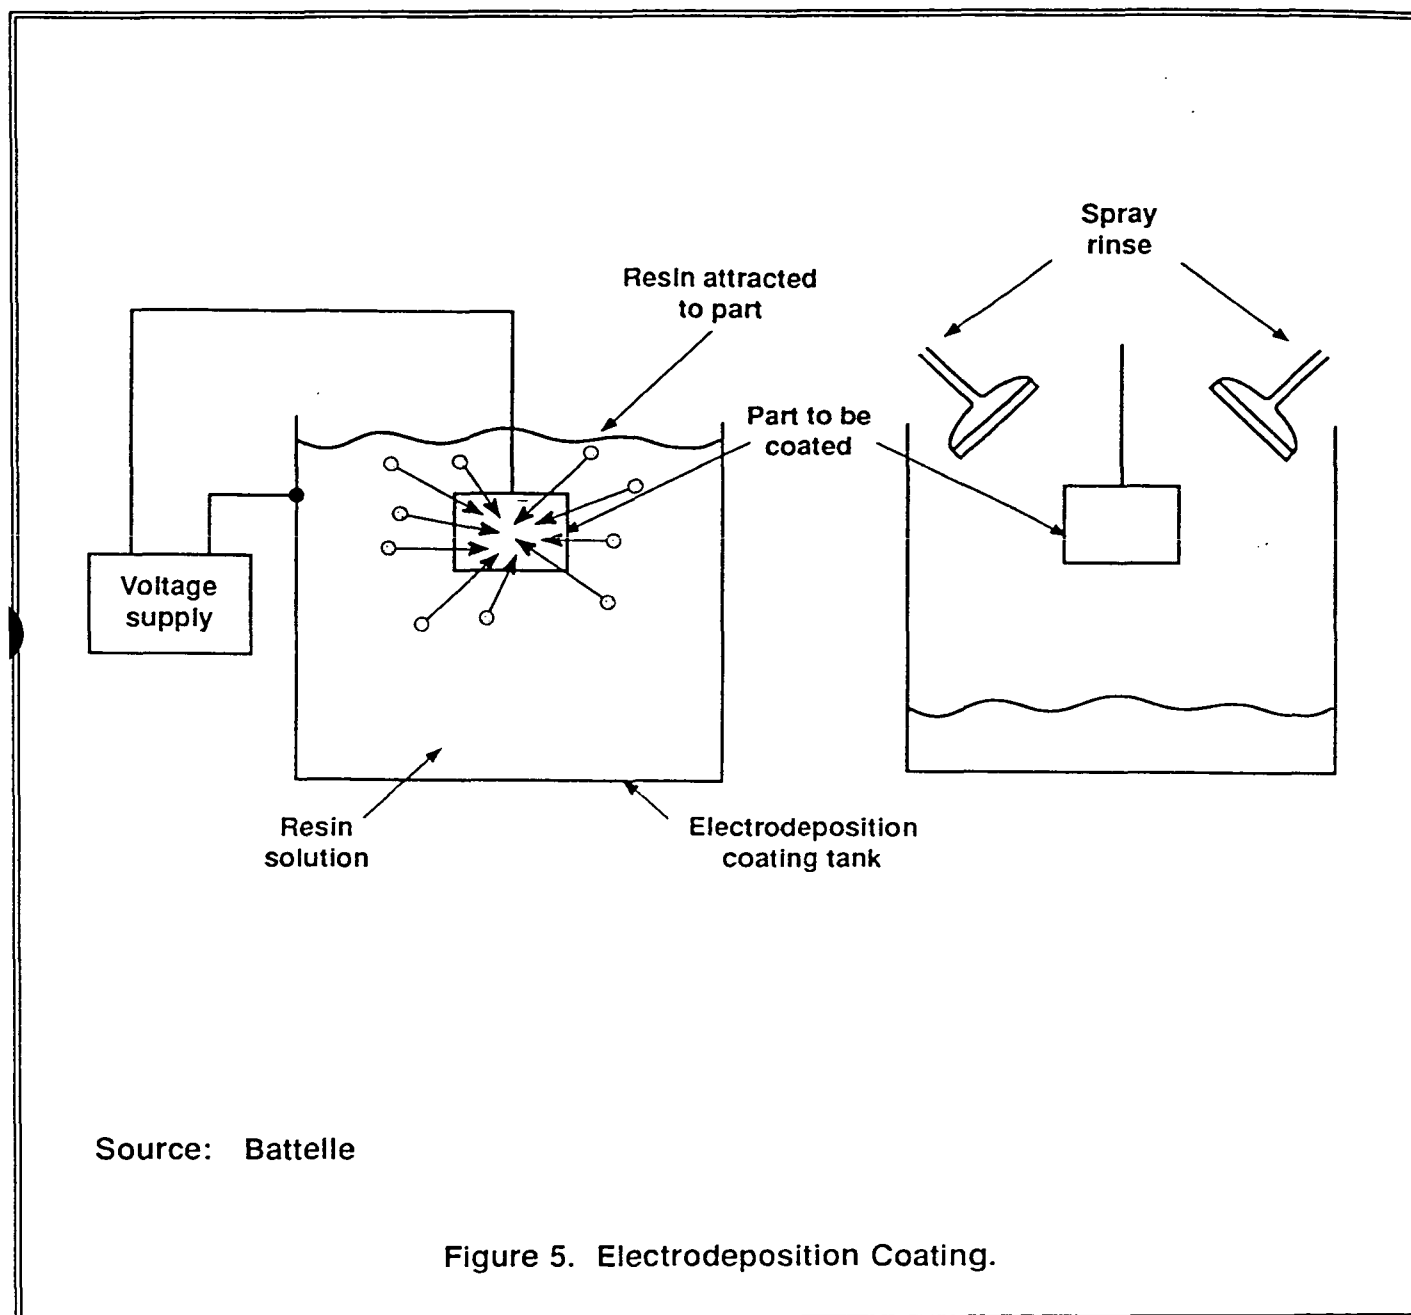 Spray
rinse
Resin attracted
to part
Part to be
coated
Voltage
supply
Resin
solution
Electrodeposition
coating tank
Source: Battelle
Figure 5. Electrodeposition Coating.